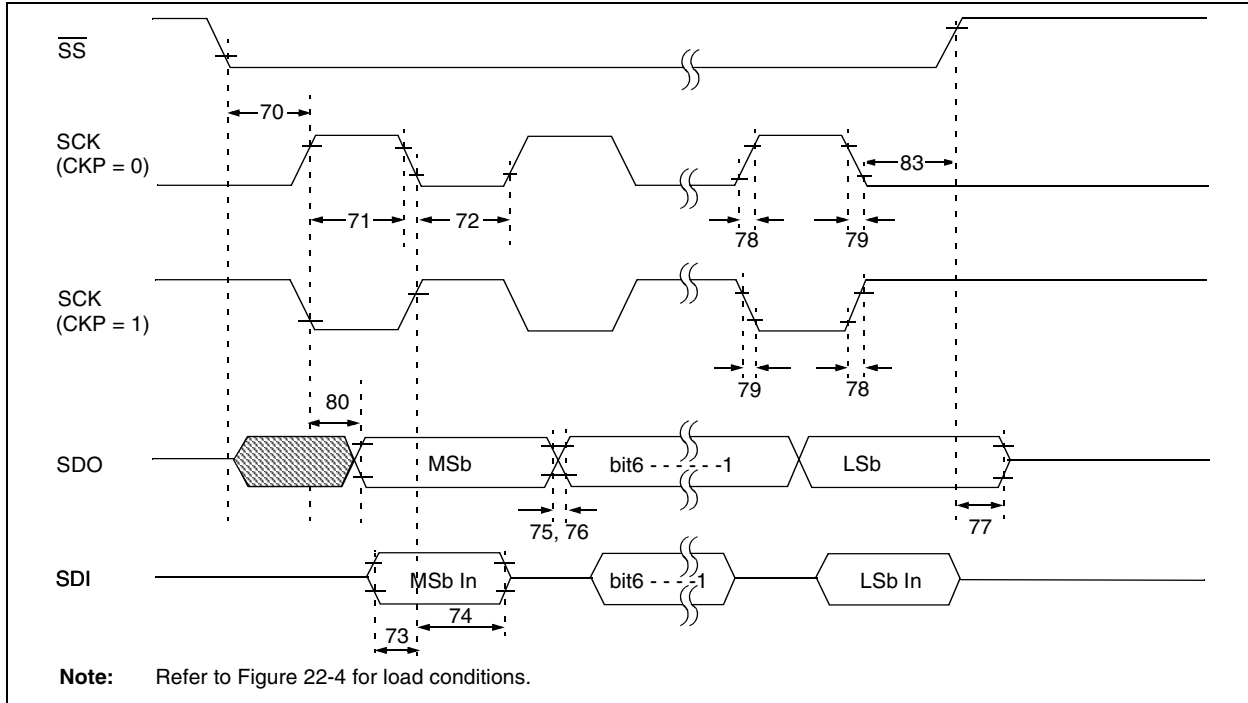 SS
70
SCK
(CKP = 0)
83
71
72
78
79
SCK
(CKP = 1)
79
78
80
SDO
MSb
bit6 - - - - - -1
LSb
75, 76
77
SDI
MSb In
bit6 - - - -1
LSb In
74
73
Note: Refer to Figure 22-4 for load conditions.